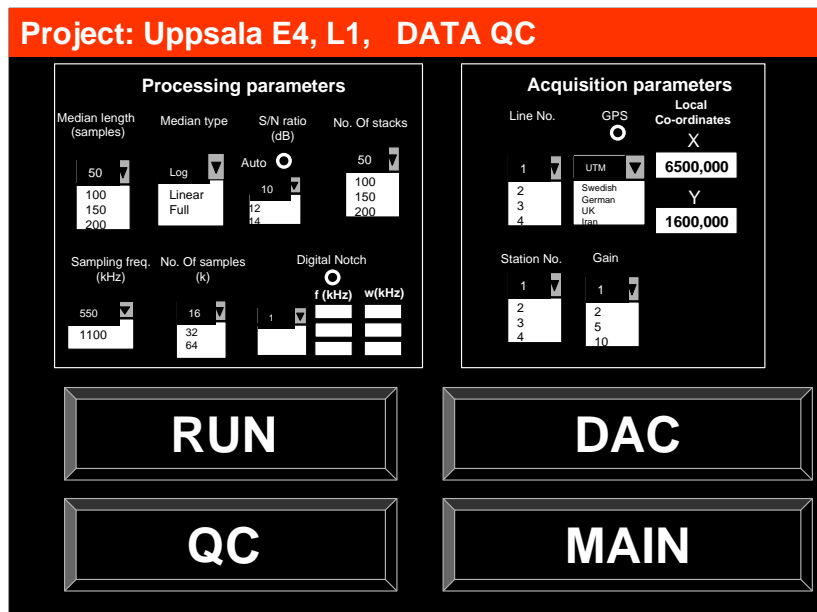 Project: Uppsala E4, L1, DATA QC
Processing parameters
Median length
(samples)
50
100
150
200
Median type
Log
Linear
Full
S/N ratio
(dB)
Auto
10
12
14
No. Of stacks
50
100
150
200
Sampling freq.
(kHz)
550
1100
No. Of samples
(k)
16
32
64
Digital Notch
1
f (kHz) w(kHz)
Acquisition parameters
Line No.
1
2
3
4
GPS
UTM
Swedish
German
UK
Iran
Local
Co-ordinates
X
6500,000
Y
1600,000
Station No.
1
2
3
4
Gain
1
2
5
10
RUN
DAC
QC
MAIN